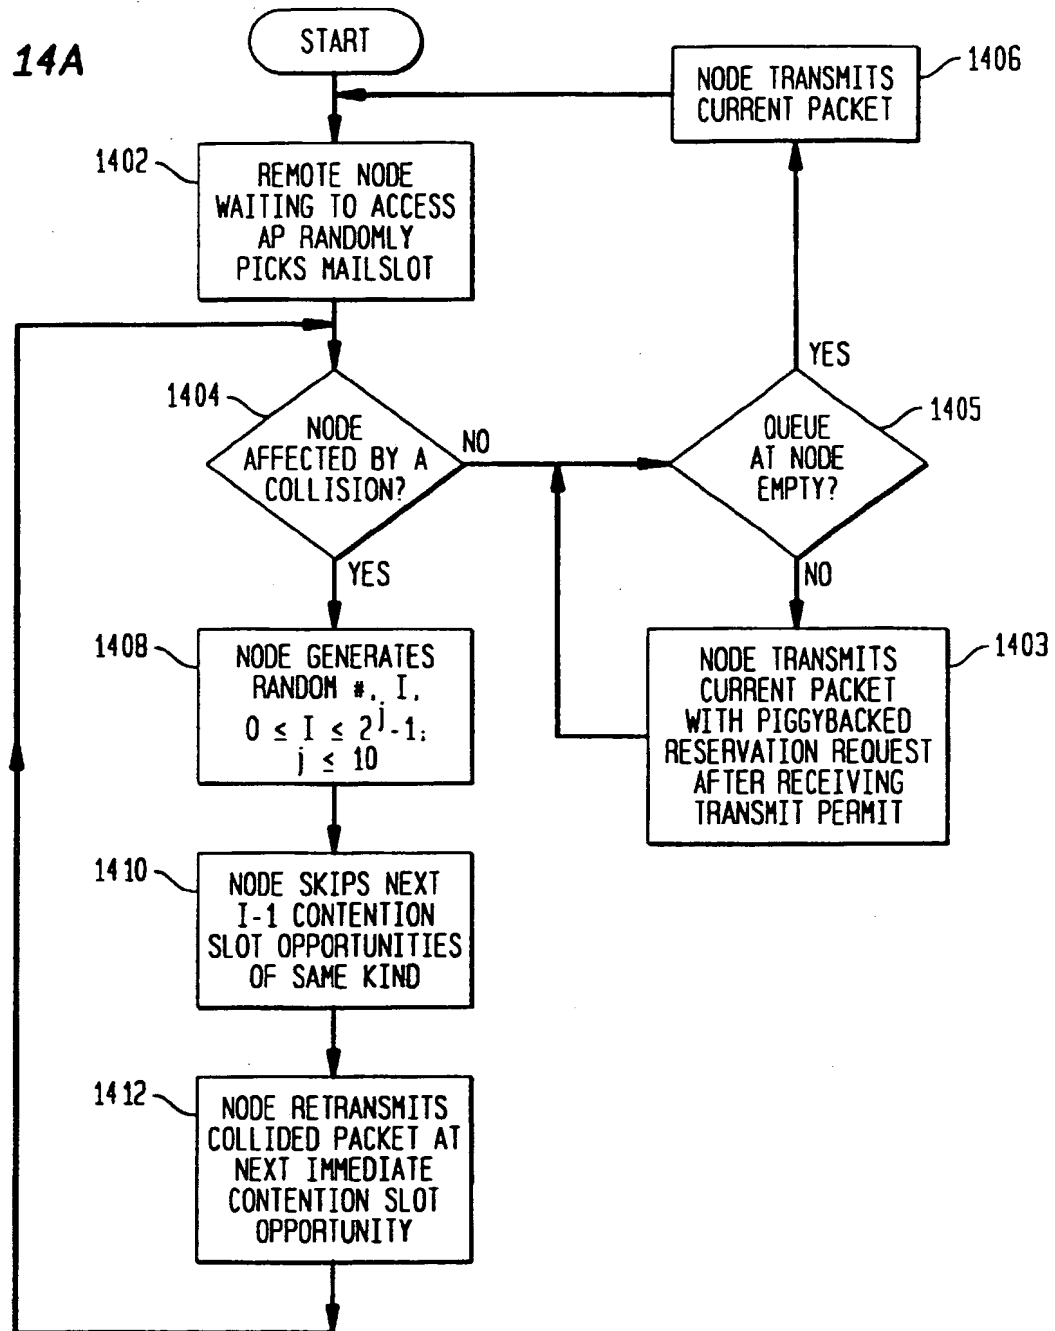 14A
START
NODE TRANSMITS
CURRENT PACKET
1406
1402
REMOTE NODE
WAITING TO ACCESS
AP RANDOMLY
PICKS MAILSLOT
1404
NODE
AFFECTED BY A
COLLISION?
NO
YES
QUEUE
AT NODE
EMPTY?
1405
YES
NO
1408
NODE GENERATES
RANDOM #, I,
0 ≤ I ≤ 2^j-1;
j ≤ 10
NODE TRANSMITS
CURRENT PACKET
WITH PIGGYBACKED
RESERVATION REQUEST
AFTER RECEIVING
TRANSMIT PERMIT
1403
1410
NODE SKIPS NEXT
I-1 CONTENTION
SLOT OPPORTUNITIES
OF SAME KIND
1412
NODE RETRANSMITS
COLLIDED PACKET AT
NEXT IMMEDIATE
CONTENTION SLOT
OPPORTUNITY